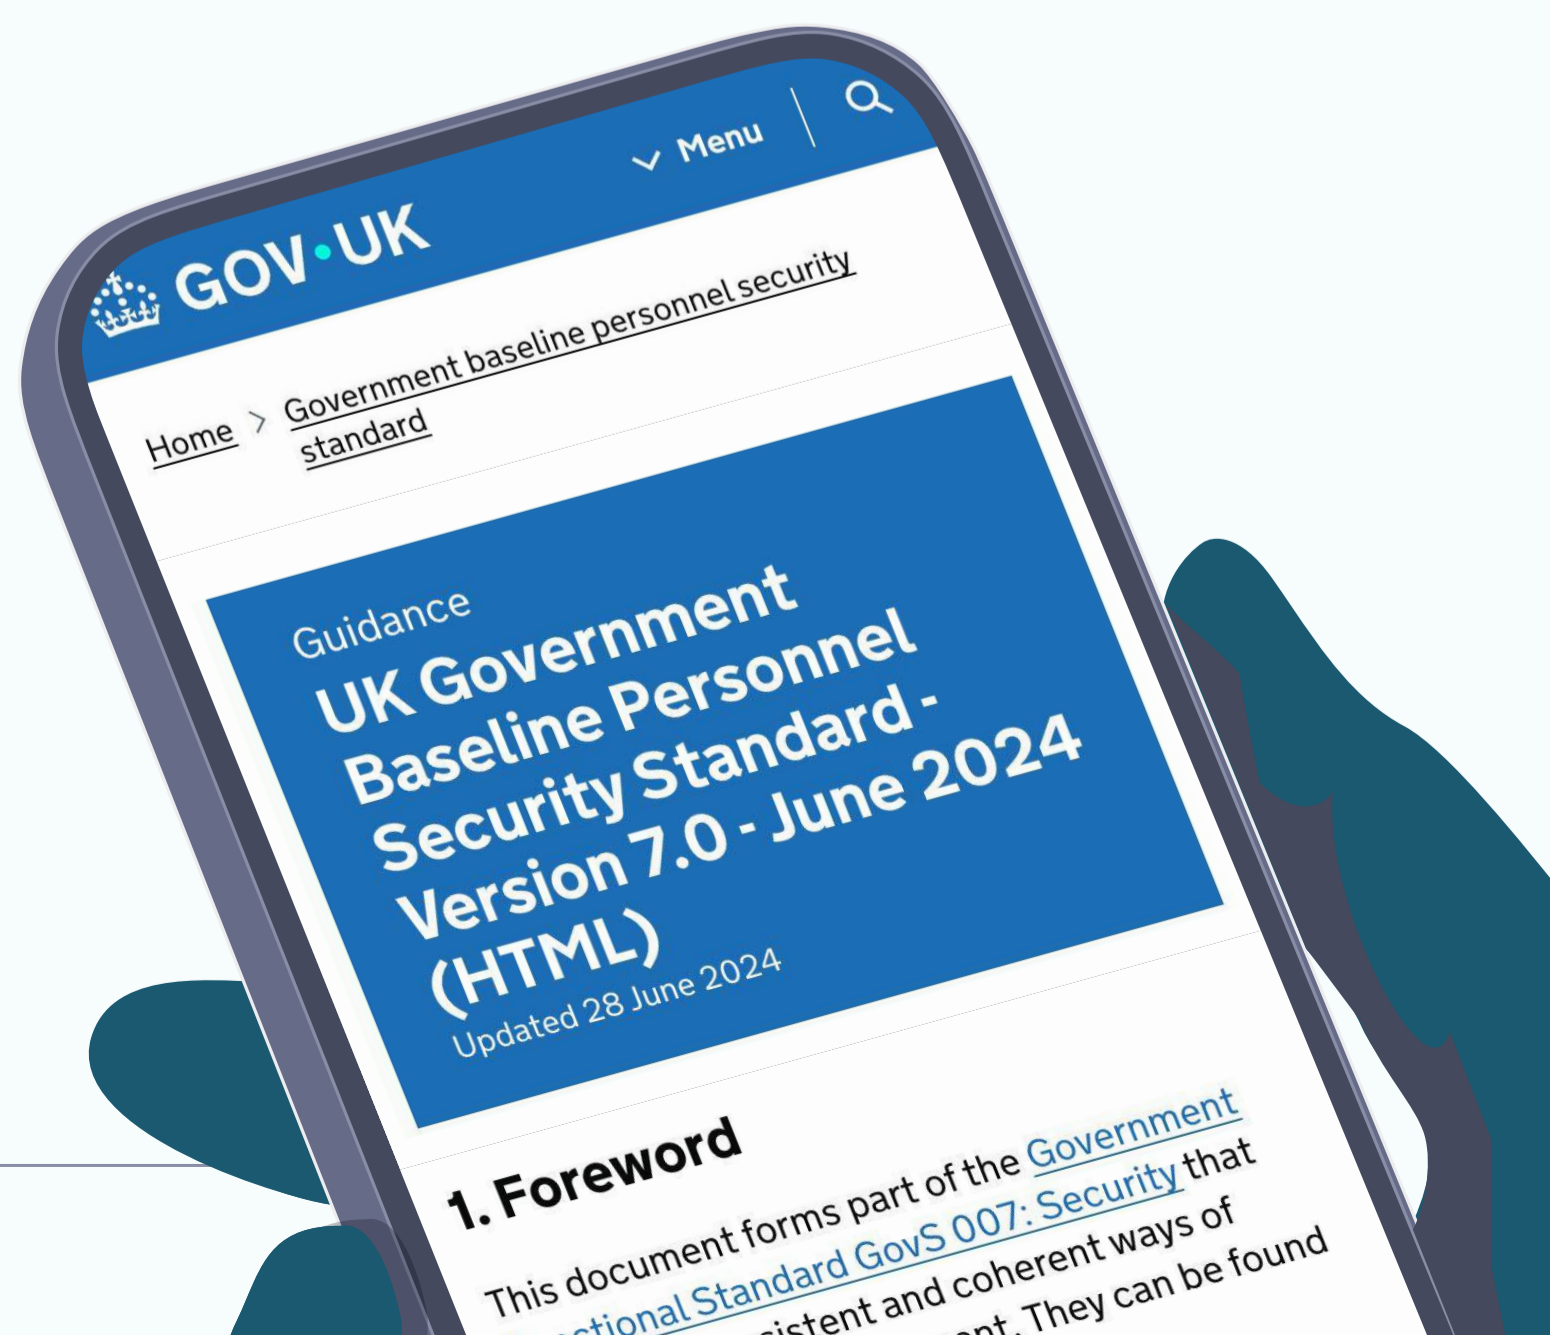 GOV·UK
Menu
Home > Government baseline personnel security
standard
Guidance
UK Government
Baseline Personnel
Security Standard -
Version 7.0 - June 2024
(HTML)
Updated 28 June 2024
1. Foreword
This document forms part of the Government
Standard GovS 007: Security that
and coherent ways of
They can be found